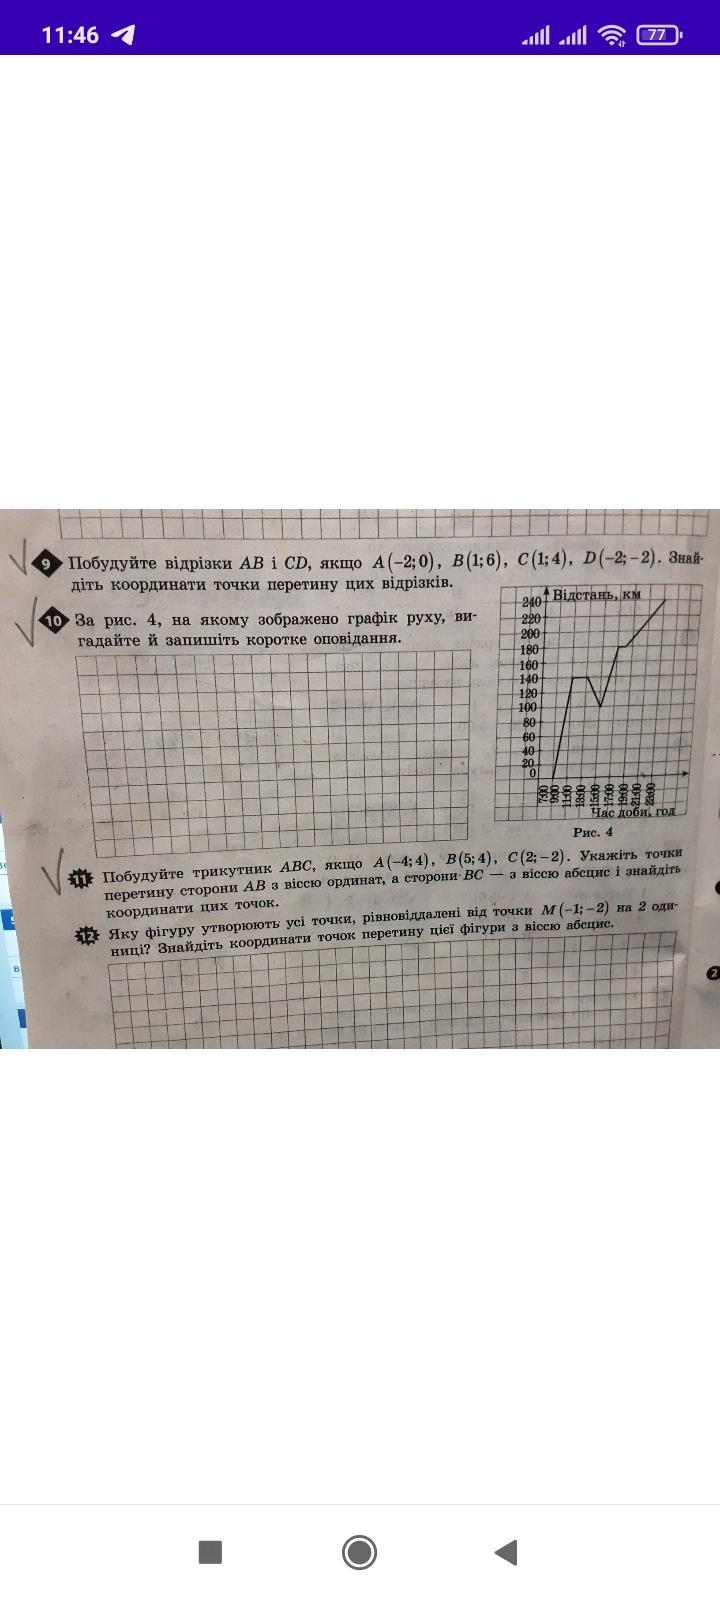 11:46
77
9 Побудуйте відрізки AB і CD, якщо A(−2; 0), B(1; 6), C(1; 4), D(−2; −2). Знай-
діть координати точки перетину цих відрізків.
10 За рис. 4, на якому зображено графік руху, ви-
гадайте й запишіть коротке оповідання.
Відстань, км
240
220
200
180
160
140
120
100
80
60
40
20
0
7:00
9:00
11:00
13:00
15:00
17:00
19:00
21:00
23:00
Час доби, год
Рис. 4
11 Побудуйте трикутник ABC, якщо A(−4; 4), B(5; 4), C(2; −2). Укажіть точки
перетину сторони AB з віссю ординат, а сторони BC — з віссю абсцис і знайдіть
координати цих точок.
12 Яку фігуру утворюють усі точки, рівновіддалені від точки M(−1; −2) на 2 оди-
ниці? Знайдіть координати точок перетину цієї фігури з віссю абсцис.
2